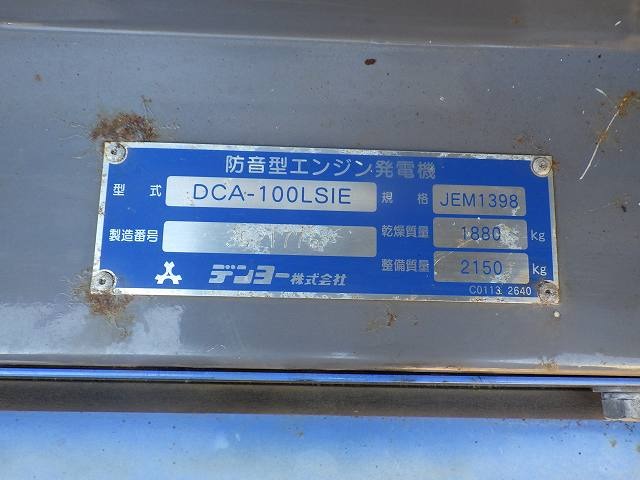 防音型エンジン発電機
型式 DCA-100LSIE 規格 JEM1398
製造番号 乾燥質量 1880 kg
デンヨー株式会社 整備質量 2150 kg
C0113 2640